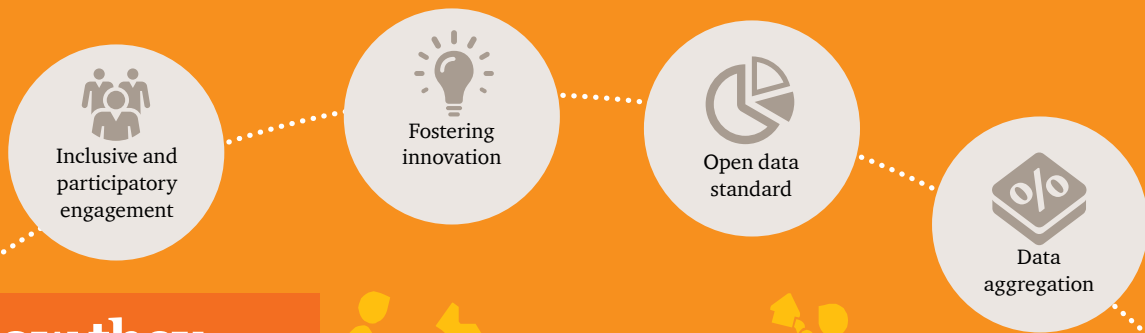 Inclusive and
participatory
engagement
Fostering
innovation
Open data
standard
%
Data
aggregation